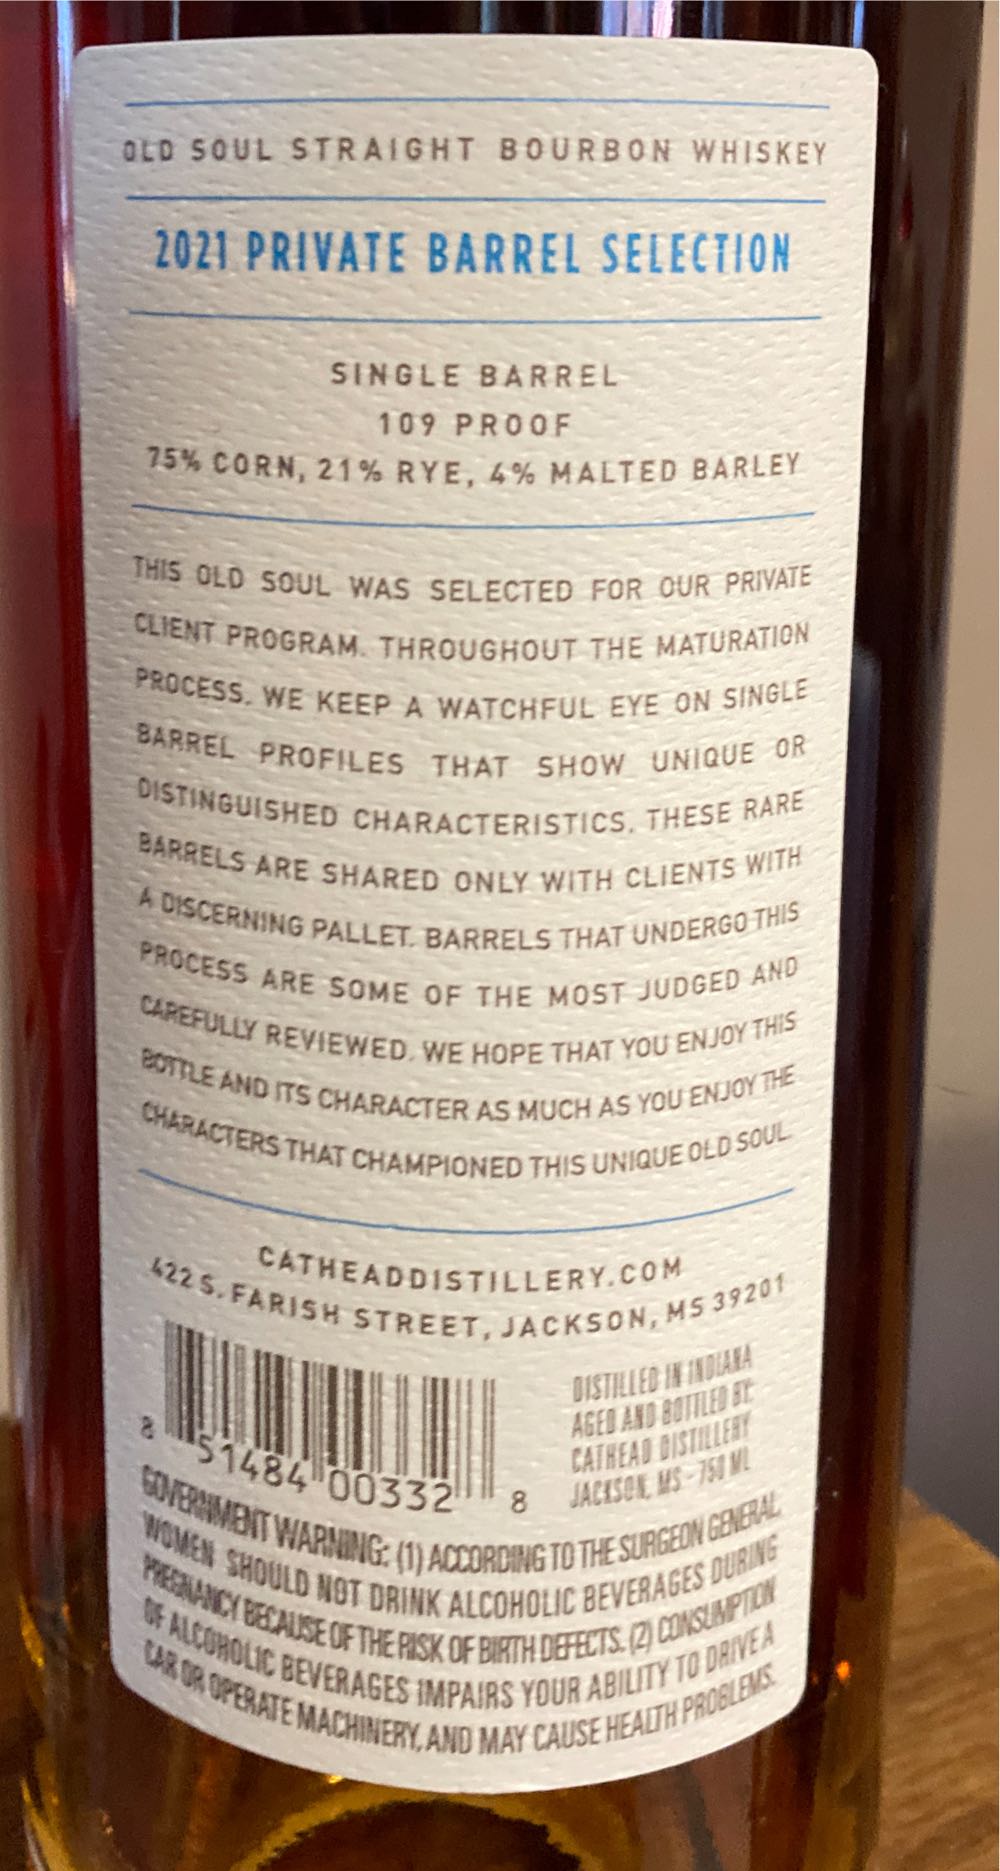 OLD SOUL STRAIGHT BOURBON WHISKEY
2021 PRIVATE BARREL SELECTION
SINGLE BARREL
109 PROOF
75% CORN, 21% RYE, 4% MALTED BARLEY
THIS OLD SOUL WAS SELECTED FOR OUR PRIVATE
CLIENT PROGRAM. THROUGHOUT THE MATURATION
PROCESS. WE KEEP A WATCHFUL EYE ON SINGLE
BARREL PROFILES THAT SHOW UNIQUE OR
DISTINGUISHED CHARACTERISTICS. THESE RARE
BARRELS ARE SHARED ONLY WITH CLIENTS WITH
A DISCERNING PALLET. BARRELS THAT UNDERGO THIS
PROCESS ARE SOME OF THE MOST JUDGED AND
CAREFULLY REVIEWED. WE HOPE THAT YOU ENJOY THIS
BOTTLE AND ITS CHARACTER AS MUCH AS YOU ENJOY THE
CHARACTERS THAT CHAMPIONED THIS UNIQUE OLD SOUL.
CATHEADDISTILLERY.COM
422 S. FARISH STREET, JACKSON, MS 39201
8 51484 00332 8
DISTILLED IN INDIANA
AGED AND BOTTLED BY:
CATHEAD DISTILLERY
JACKSON, MS - 750 ML
GOVERNMENT WARNING: (1) ACCORDING TO THE SURGEON GENERAL,
WOMEN SHOULD NOT DRINK ALCOHOLIC BEVERAGES DURING
PREGNANCY BECAUSE OF THE RISK OF BIRTH DEFECTS. (2) CONSUMPTION
OF ALCOHOLIC BEVERAGES IMPAIRS YOUR ABILITY TO DRIVE A
CAR OR OPERATE MACHINERY, AND MAY CAUSE HEALTH PROBLEMS.